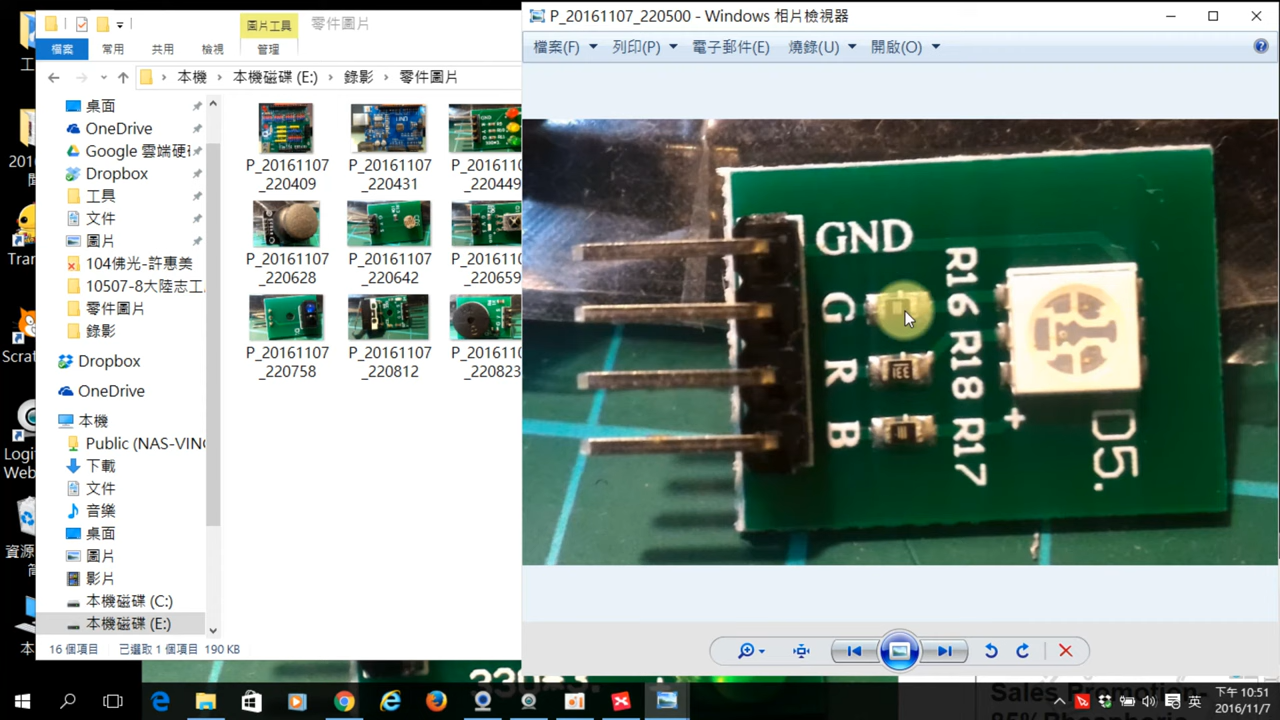 圖片工具
零件圖片
檔案
常用
共用
檢視
管理
本機
本機磁碟 (E:)
錄影
零件圖片
桌面
OneDrive
Google 雲端硬
Dropbox
工具
文件
圖片
104佛光-許惠美
10507-8大陸志工
零件圖片
錄影
Dropbox
OneDrive
本機
Public (NAS-VIN
下載
文件
音樂
桌面
圖片
影片
本機磁碟 (C:)
本機磁碟 (E:)
P_20161107
_220409
P_20161107
_220431
P_20161107
_220449
P_20161107
_220628
P_20161107
_220642
P_20161107
_220659
P_20161107
_220758
P_20161107
_220812
P_2016110
_220823
16 個項目
已選取 1 個項目 190 KB
P_20161107_220500 - Windows 相片檢視器
檔案(F)
列印(P)
電子郵件(E)
燒錄(U)
開啟(O)
GND
G
R
B
R16 R18 R17
331
+
D5.
Sales Promotion-
英
下午 10:51
2016/11/7